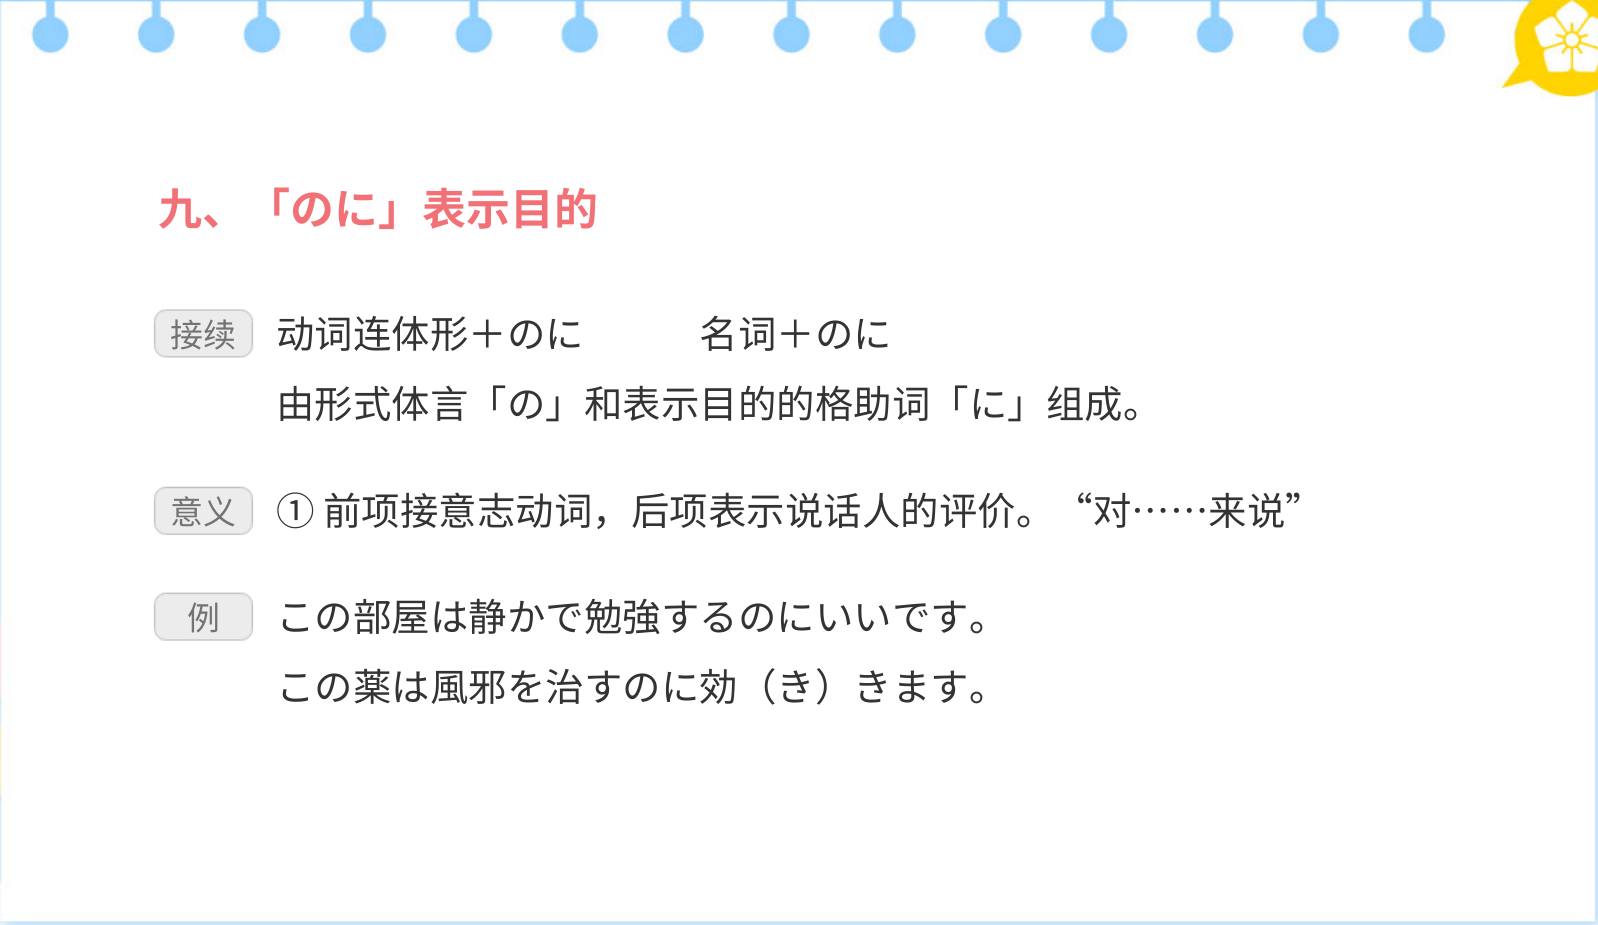 九、「のに」表示目的
接续 动词连体形＋のに 名词＋のに
由形式体言「の」和表示目的的格助词「に」组成。
意义 ① 前项接意志动词，后项表示说话人的评价。“对……来说”
例 この部屋は静かで勉強するのにいいです。
この薬は風邪を治すのに効（き）きます。